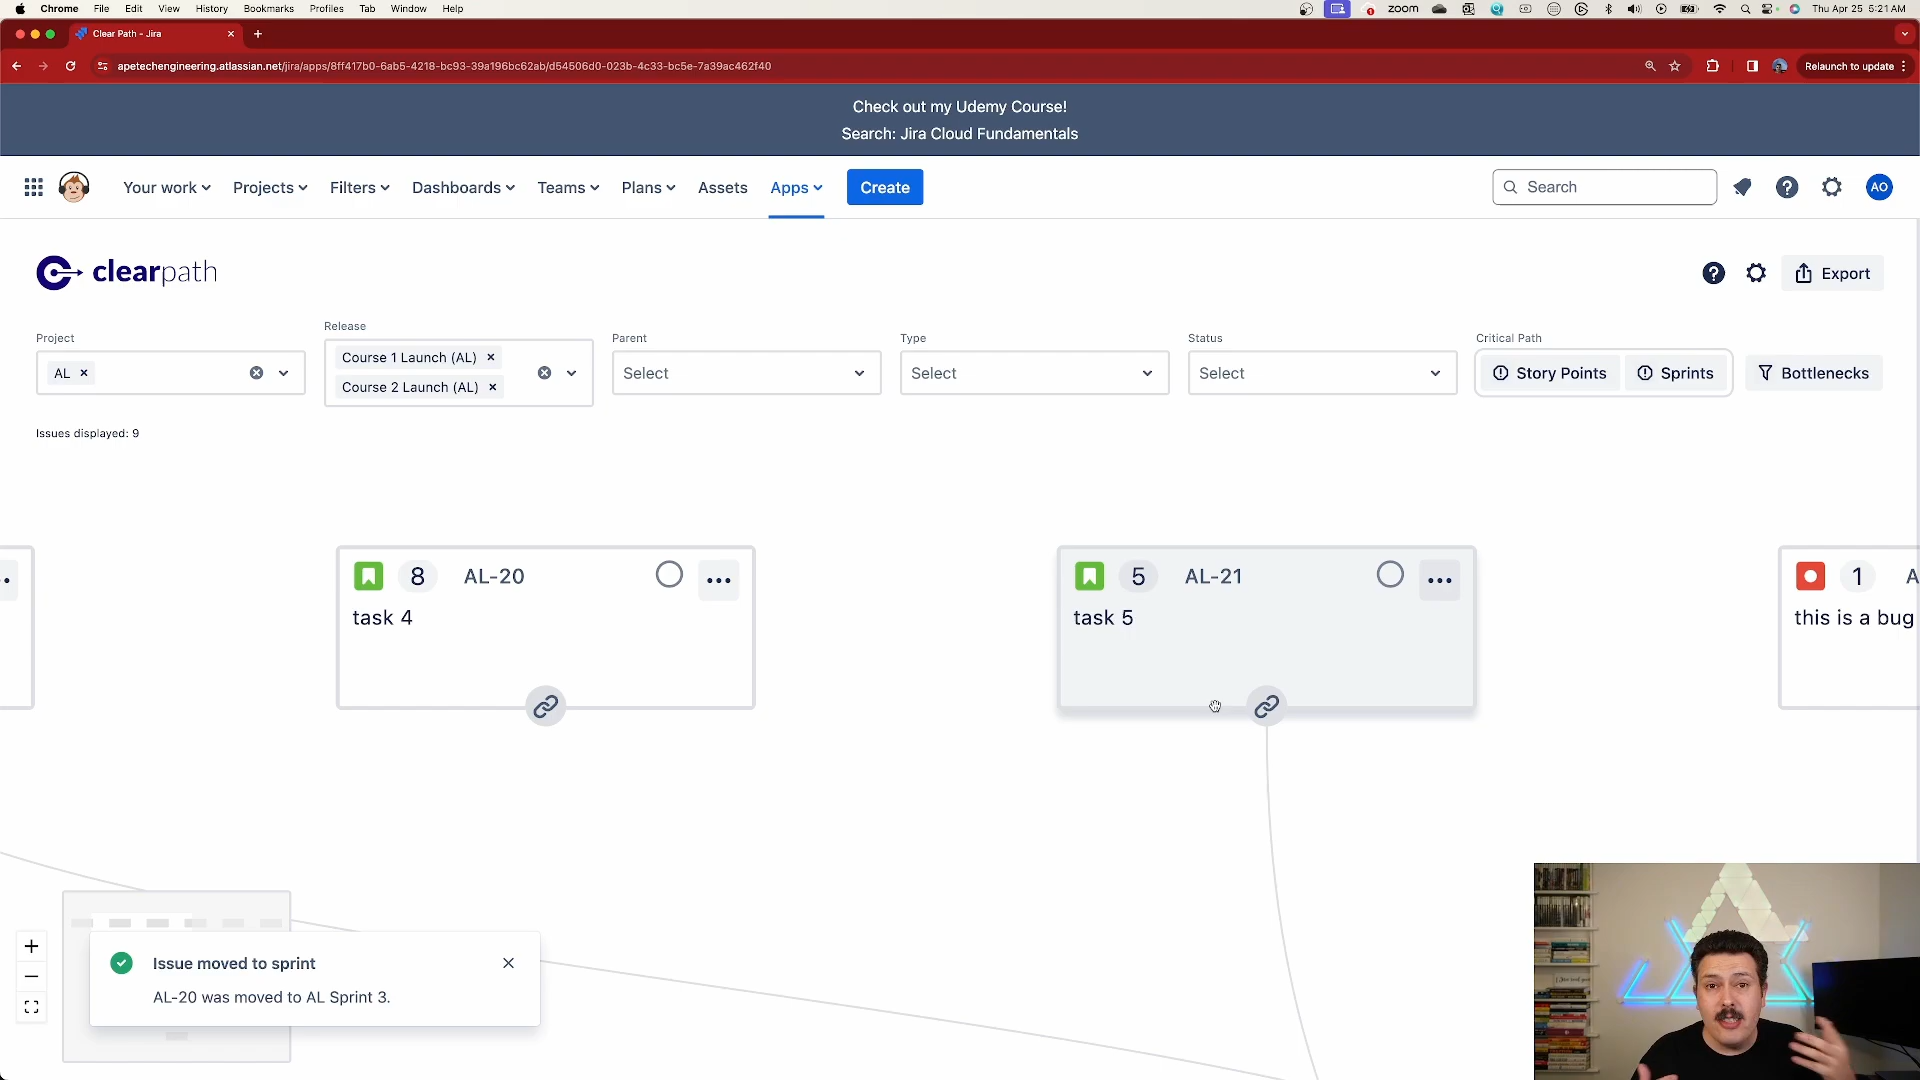 Chrome File Edit View History Bookmarks Profiles Tab Window Help
zoom
Thu Apr 25 5:21 AM
Clear Path - Jira
apetechengineering.atlassian.net/jira/apps/8ff417b0-6ab5-4218-bc93-39a196bc62ab/d54506d0-023b-4c33-bc5e-7a39ac462f40
Relaunch to update
Check out my Udemy Course!
Search: Jira Cloud Fundamentals
Your work Projects Filters Dashboards Teams Plans Assets Apps Create
Search
AO
clearpath
Export
Project
Release
Parent
Type
Status
Critical Path
AL
Course 1 Launch (AL)
Course 2 Launch (AL)
Select
Select
Select
Story Points
Sprints
Bottlenecks
Issues displayed: 9
8 AL-20
task 4
5 AL-21
task 5
1 A
this is a bug
Issue moved to sprint
AL-20 was moved to AL Sprint 3.